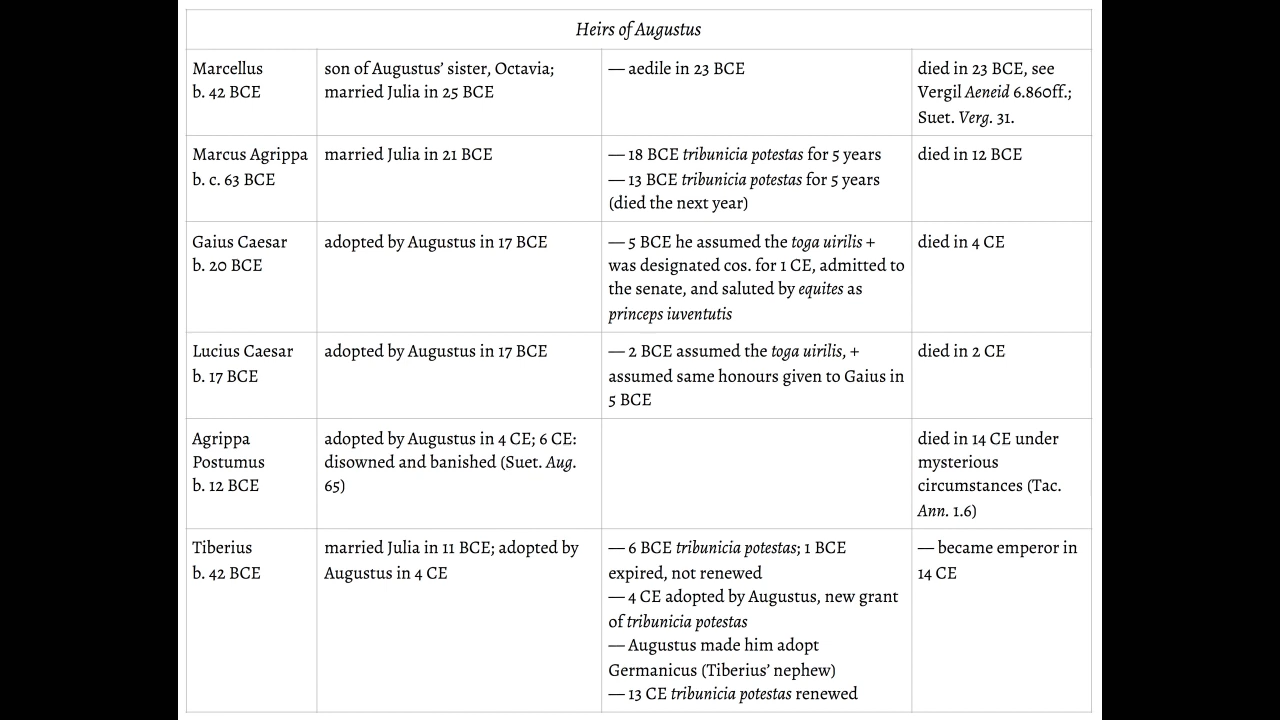 Heirs of Augustus
Marcellus
b. 42 BCE
son of Augustus’ sister, Octavia;
married Julia in 25 BCE
— aedile in 23 BCE
died in 23 BCE, see
Vergil Aeneid 6.860ff.;
Suet. Verg. 31.
Marcus Agrippa
b. c. 63 BCE
married Julia in 21 BCE
— 18 BCE tribunicia potestas for 5 years
— 13 BCE tribunicia potestas for 5 years
(died the next year)
died in 12 BCE
Gaius Caesar
b. 20 BCE
adopted by Augustus in 17 BCE
— 5 BCE he assumed the toga uirilis +
was designated cos. for 1 CE, admitted to
the senate, and saluted by equites as
princeps iuventutis
died in 4 CE
Lucius Caesar
b. 17 BCE
adopted by Augustus in 17 BCE
— 2 BCE assumed the toga uirilis, +
assumed same honours given to Gaius in
5 BCE
died in 2 CE
Agrippa
Postumus
b. 12 BCE
adopted by Augustus in 4 CE; 6 CE:
disowned and banished (Suet. Aug.
65)
died in 14 CE under
mysterious
circumstances (Tac.
Ann. 1.6)
Tiberius
b. 42 BCE
married Julia in 11 BCE; adopted by
Augustus in 4 CE
— 6 BCE tribunicia potestas; 1 BCE
expired, not renewed
— 4 CE adopted by Augustus, new grant
of tribunicia potestas
— Augustus made him adopt
Germanicus (Tiberius’ nephew)
— 13 CE tribunicia potestas renewed
— became emperor in
14 CE